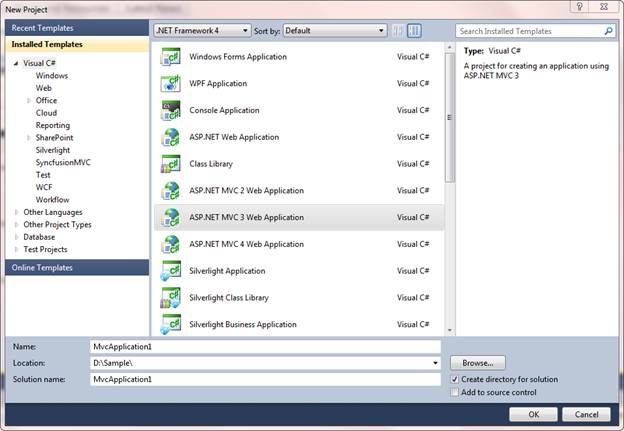 New Project
Recent Templates
Installed Templates
Visual C#
Windows
Web
Office
Cloud
Reporting
SharePoint
Silverlight
SyncfusionMVC
Test
WCF
Workflow
Other Languages
Other Project Types
Database
Test Projects
Online Templates
.NET Framework 4 Sort by: Default
Windows Forms Application Visual C#
WPF Application Visual C#
Console Application Visual C#
ASP.NET Web Application Visual C#
Class Library Visual C#
ASP.NET MVC 2 Web Application Visual C#
ASP.NET MVC 3 Web Application Visual C#
ASP.NET MVC 4 Web Application Visual C#
Silverlight Application Visual C#
Silverlight Class Library Visual C#
Silverlight Business Application Visual C#
Search Installed Templates
Type: Visual C#
A project for creating an application using
ASP.NET MVC 3
Name: MvcApplication1
Location: D:\Sample\ Browse...
Solution name: MvcApplication1 Create directory for solution
Add to source control
OK Cancel